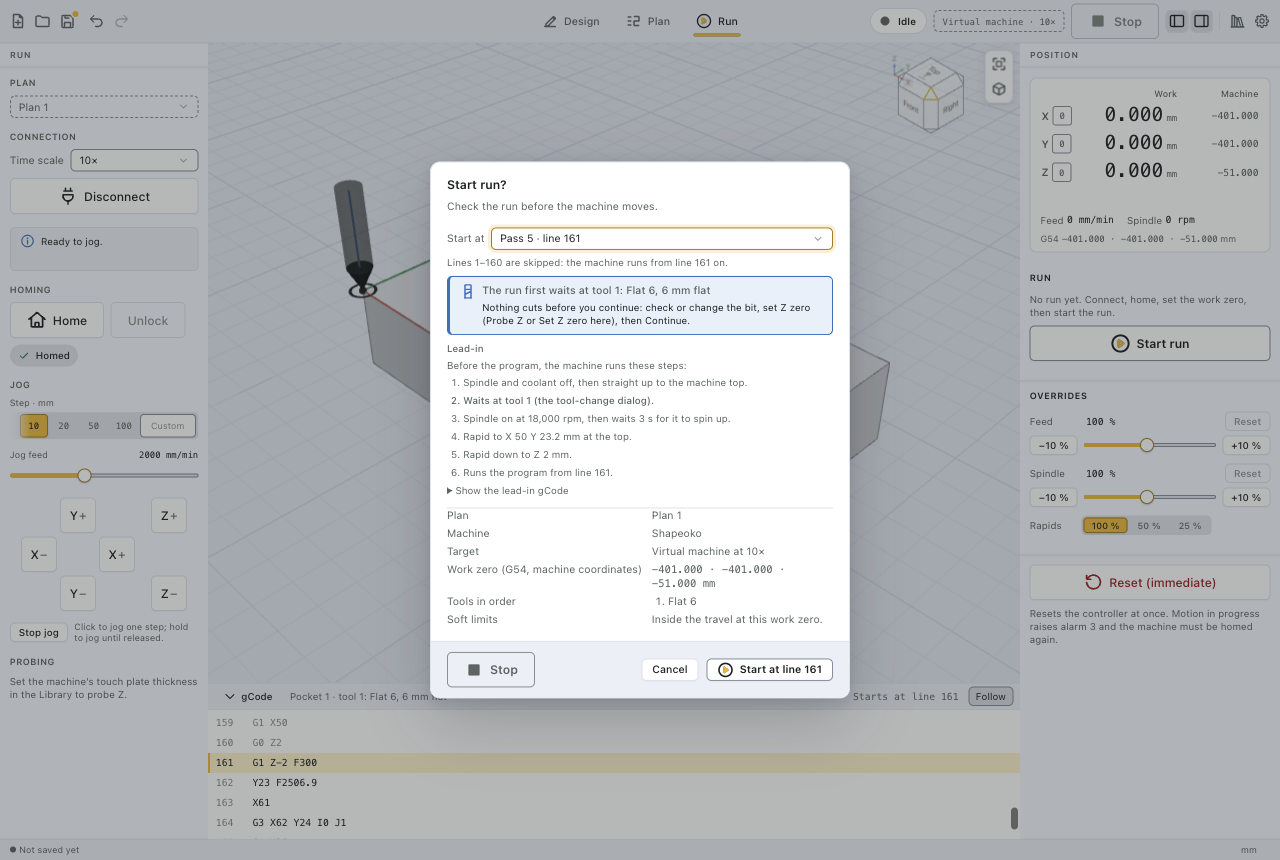 Design
Plan
Run
Idle
Virtual machine · 10×
Stop
RUN
PLAN
Plan 1
CONNECTION
Time scale
10×
Disconnect
Ready to jog.
HOMING
Home
Unlock
Homed
JOG
Step · mm
10
20
50
100
Custom
Jog feed
2000 mm/min
Y+
Z+
X−
X+
Y−
Z−
Stop jog
Click to jog one step; hold
to jog until released.
PROBING
Set the machine's touch plate thickness
in the Library to probe Z.
Front
Right
Start run?
Check the run before the machine moves.
Start at
Pass 5 · line 161
Lines 1–160 are skipped: the machine runs from line 161 on.
The run first waits at tool 1: Flat 6, 6 mm flat
Nothing cuts before you continue: check or change the bit, set Z zero
(Probe Z or Set Z zero here), then Continue.
Lead-in
Before the program, the machine runs these steps:
1. Spindle and coolant off, then straight up to the machine top.
2. Waits at tool 1 (the tool-change dialog).
3. Spindle on at 18,000 rpm, then waits 3 s for it to spin up.
4. Rapid to X 50 Y 23.2 mm at the top.
5. Rapid down to Z 2 mm.
6. Runs the program from line 161.
Show the lead-in gCode
Plan Plan 1
Machine Shapeoko
Target Virtual machine at 10×
Work zero (G54, machine coordinates) −401.000 · −401.000 ·
−51.000 mm
Tools in order 1. Flat 6
Soft limits Inside the travel at this work zero.
Stop
Cancel
Start at line 161
gCode
Pocket 1 · tool 1: Flat 6, 6 mm
Starts at line 161
Follow
159 G1 X50
160 G0 Z2
161 G1 Z−2 F300
162 Y23 F2506.9
163 X61
164 G3 X62 Y24 I0 J1
POSITION
Work
Machine
X 0 0.000 mm −401.000
Y 0 0.000 mm −401.000
Z 0 0.000 mm −51.000
Feed 0 mm/min Spindle 0 rpm
G54 −401.000 · −401.000 · −51.000 mm
RUN
No run yet. Connect, home, set the work zero,
then start the run.
Start run
OVERRIDES
Feed 100 % Reset
−10 % +10 %
Spindle 100 % Reset
−10 % +10 %
Rapids 100 % 50 % 25 %
Reset (immediate)
Resets the controller at once. Motion in progress
raises alarm 3 and the machine must be homed
again.
Not saved yet
mm